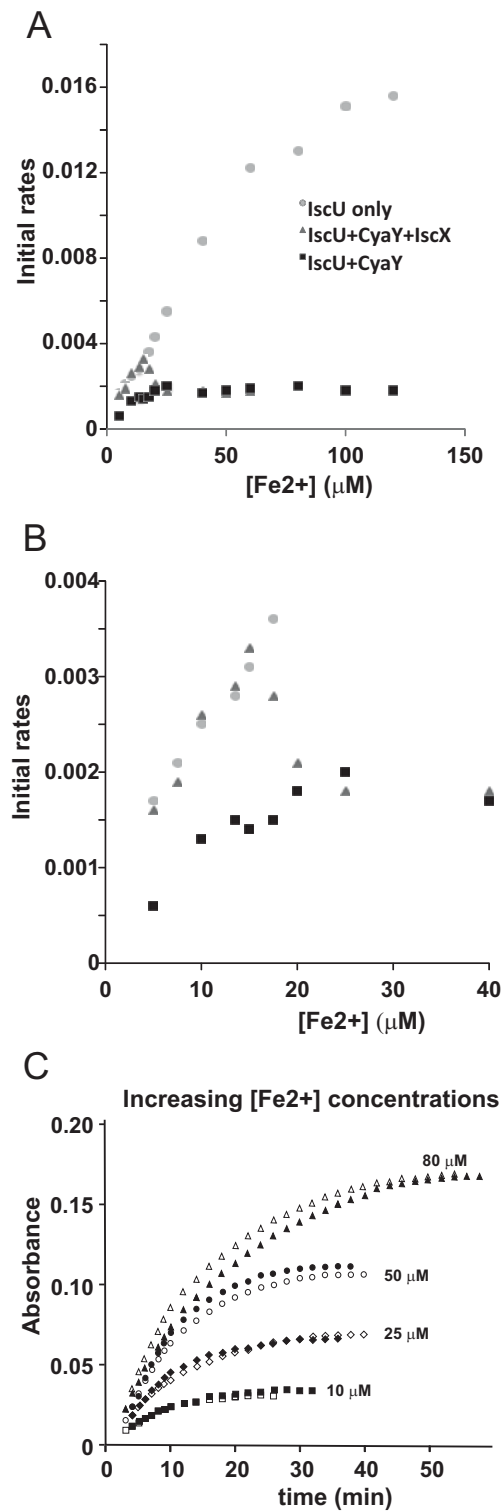 A
0.016
0.012
0.008
0.004
0
Initial rates
IscU only
IscU+CyaY+IscX
IscU+CyaY
0 50 100 150
[Fe2+] (μM)
B
0.004
0.003
0.002
0.001
0
Initial rates
0 10 20 30 40
[Fe2+] (μM)
C
Increasing [Fe2+] concentrations
0.20
0.15
0.10
0.05
0
Absorbance
80 μM
50 μM
25 μM
10 μM
0 10 20 30 40 50
time (min)